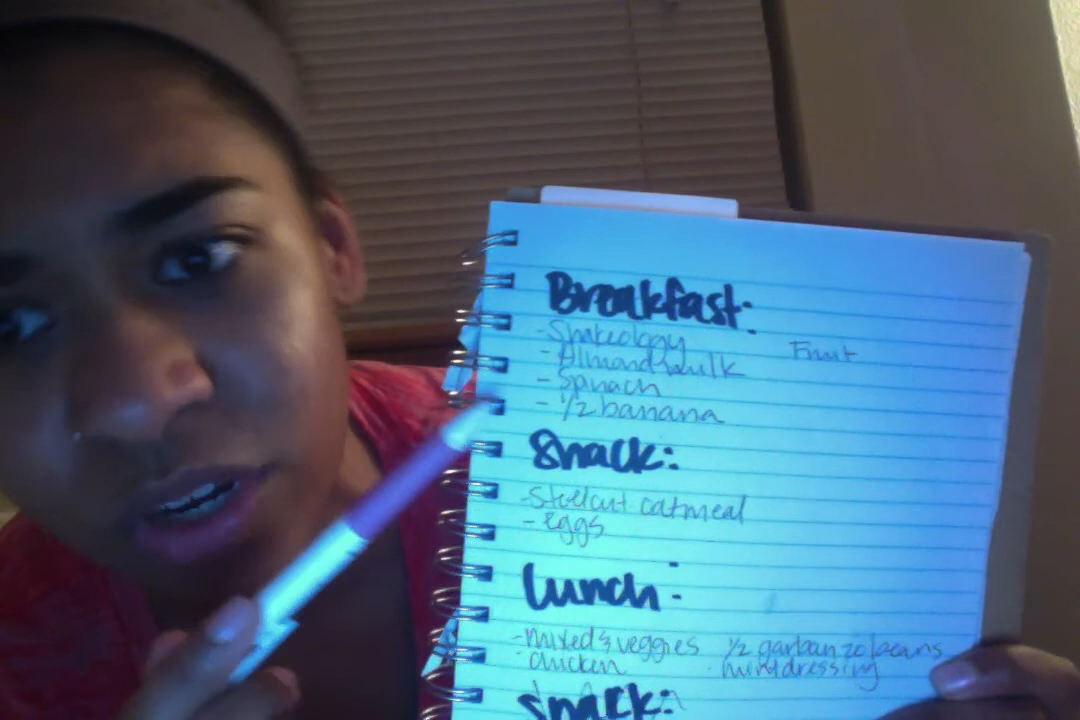 Breakfast:
- Shakeology
Fruit
- Almond milk
- Spinach
- 1/2 banana
Snack:
- Steelcut oatmeal
- eggs
Lunch:
- mixed veggies 1/2 garbanzo beans
- chicken dressing
Snack: